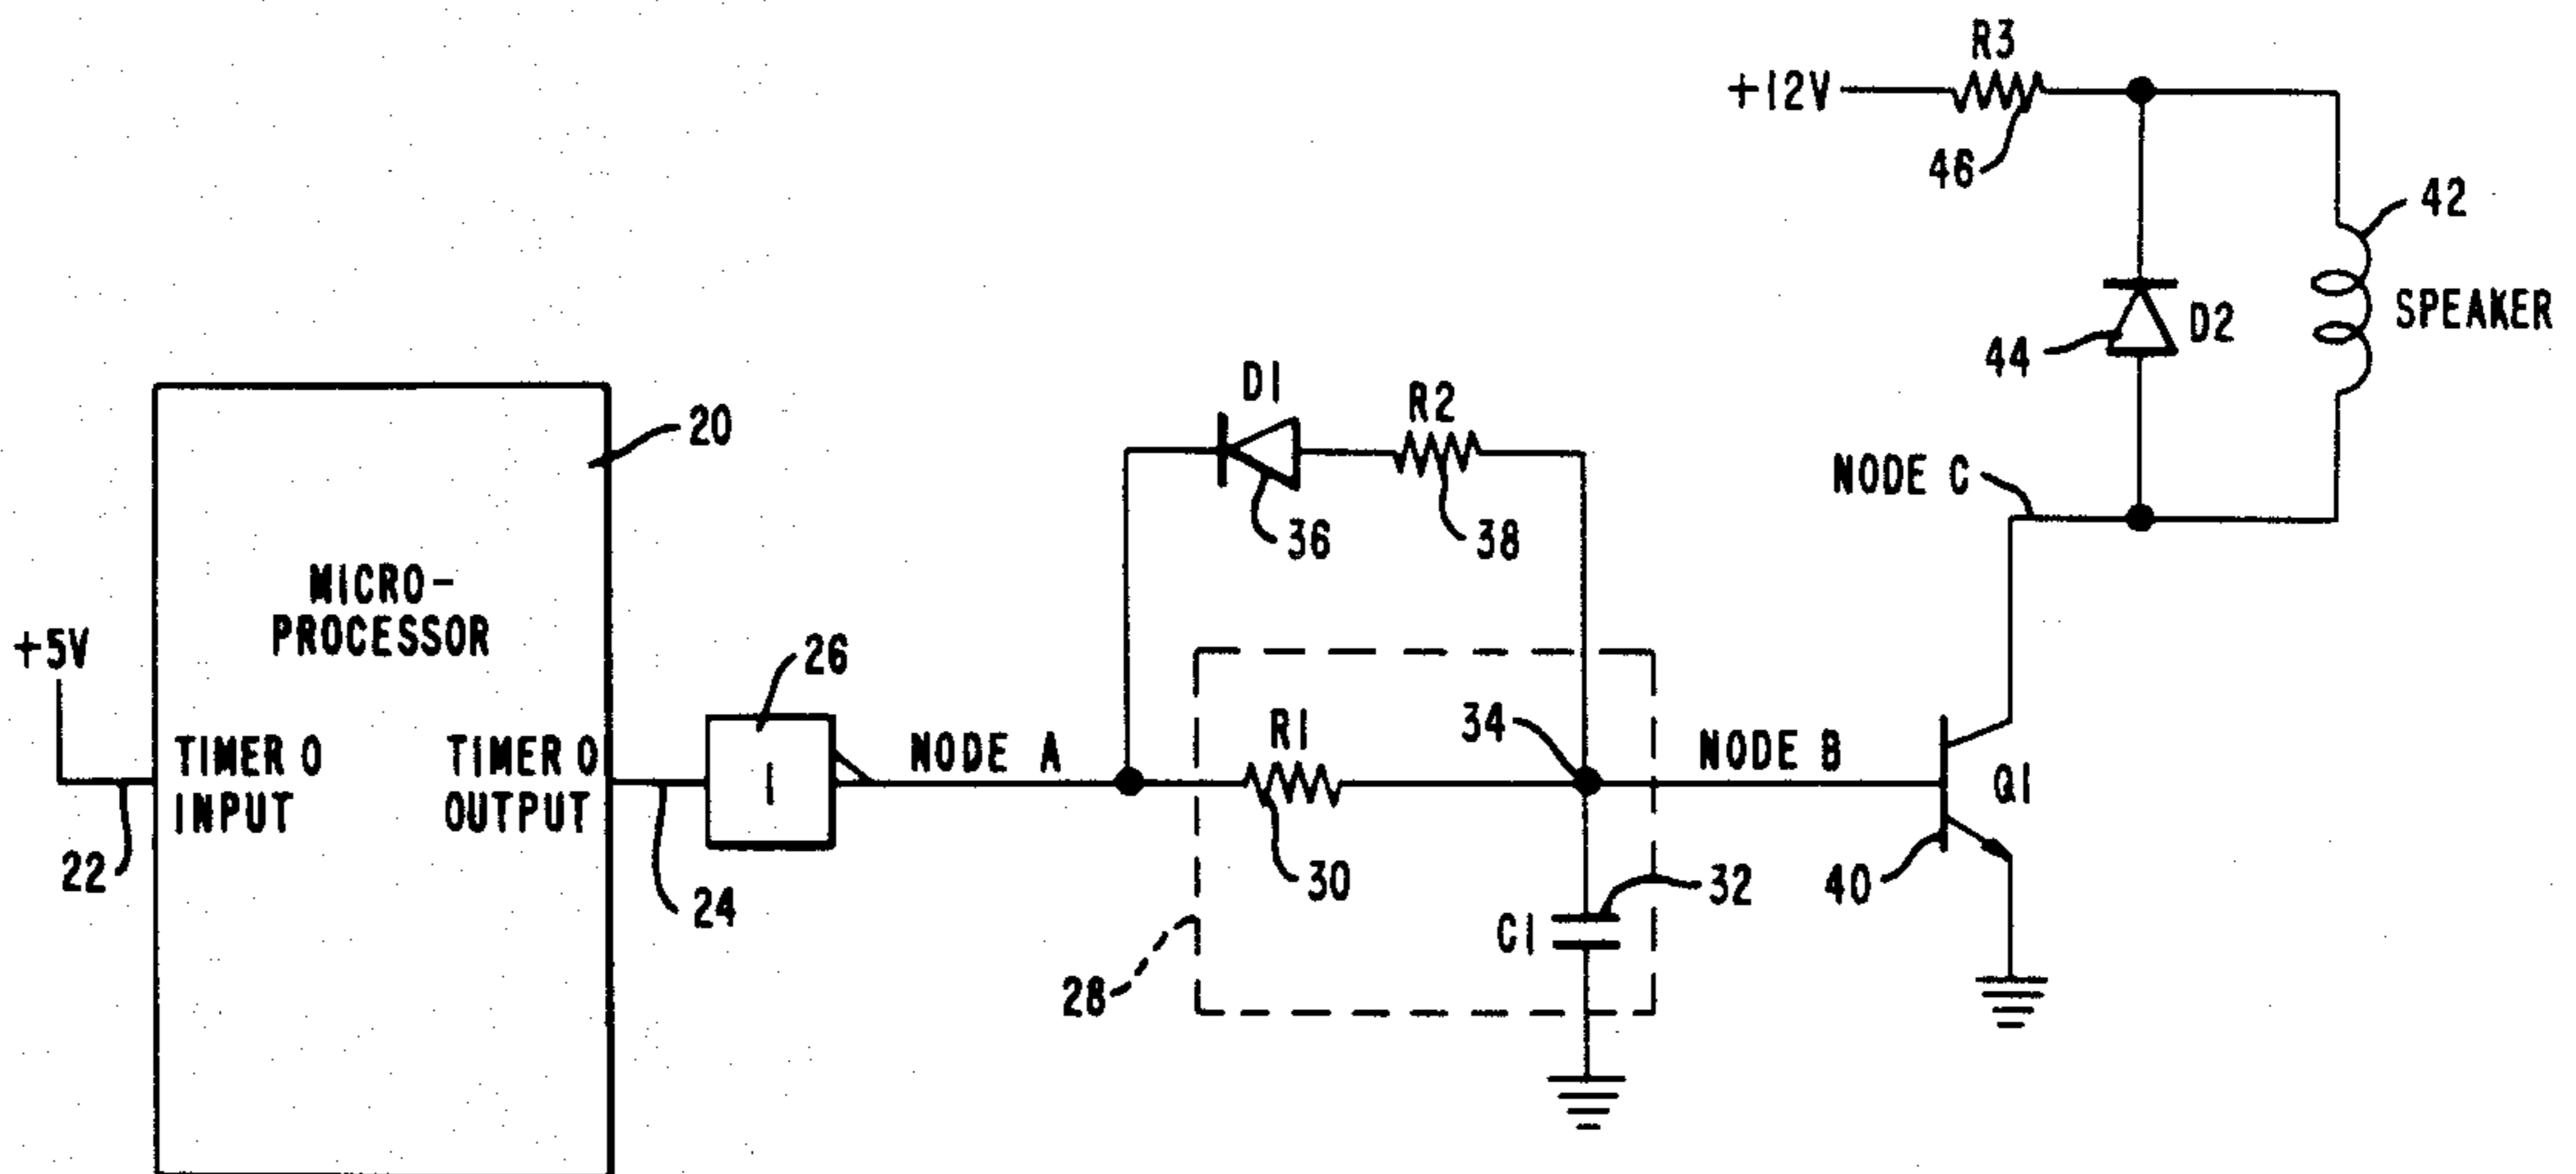 R3
+12V
46
42
SPEAKER
D2
44
D1
R2
NODE C
36
38
20
MICRO-
PROCESSOR
+5V
26
TIMER 0
INPUT
TIMER 0
OUTPUT
1
NODE A
R1
34
NODE B
Q1
22
24
30
32
40
C1
28